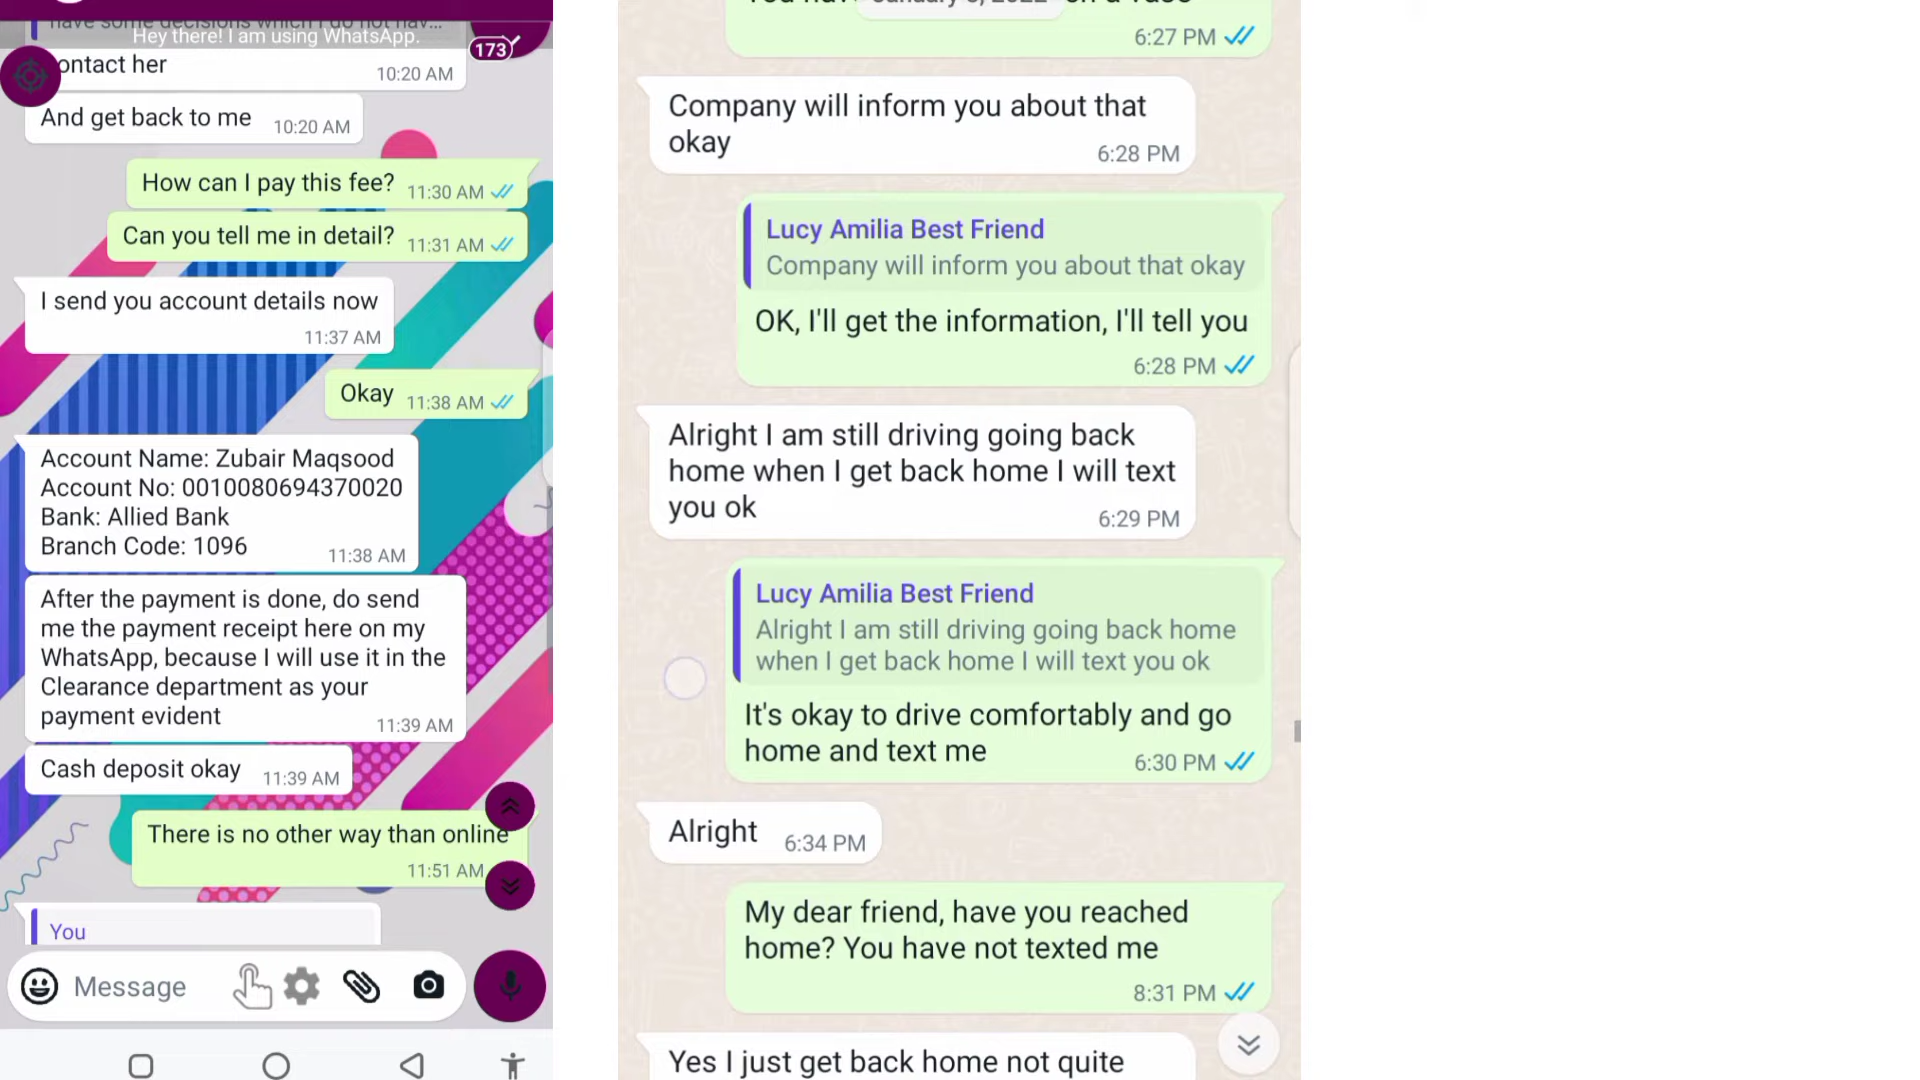 have some decisions which I do not hav...
Hey there! I am using WhatsApp.
173
ontact her
10:20 AM
And get back to me
10:20 AM
How can I pay this fee?
11:30 AM
Can you tell me in detail?
11:31 AM
I send you account details now
11:37 AM
Okay
11:38 AM
Account Name: Zubair Maqsood
Account No: 0010080694370020
Bank: Allied Bank
Branch Code: 1096
11:38 AM
After the payment is done, do send
me the payment receipt here on my
WhatsApp, because I will use it in the
Clearance department as your
payment evident
11:39 AM
Cash deposit okay
11:39 AM
There is no other way than online
11:51 AM
You
Message
January
2022
6:27 PM
Company will inform you about that
okay
6:28 PM
Lucy Amilia Best Friend
Company will inform you about that okay
OK, I'll get the information, I'll tell you
6:28 PM
Alright I am still driving going back
home when I get back home I will text
you ok
6:29 PM
Lucy Amilia Best Friend
Alright I am still driving going back home
when I get back home I will text you ok
It's okay to drive comfortably and go
home and text me
6:30 PM
Alright
6:34 PM
My dear friend, have you reached
home? You have not texted me
8:31 PM
Yes I just get back home not quite